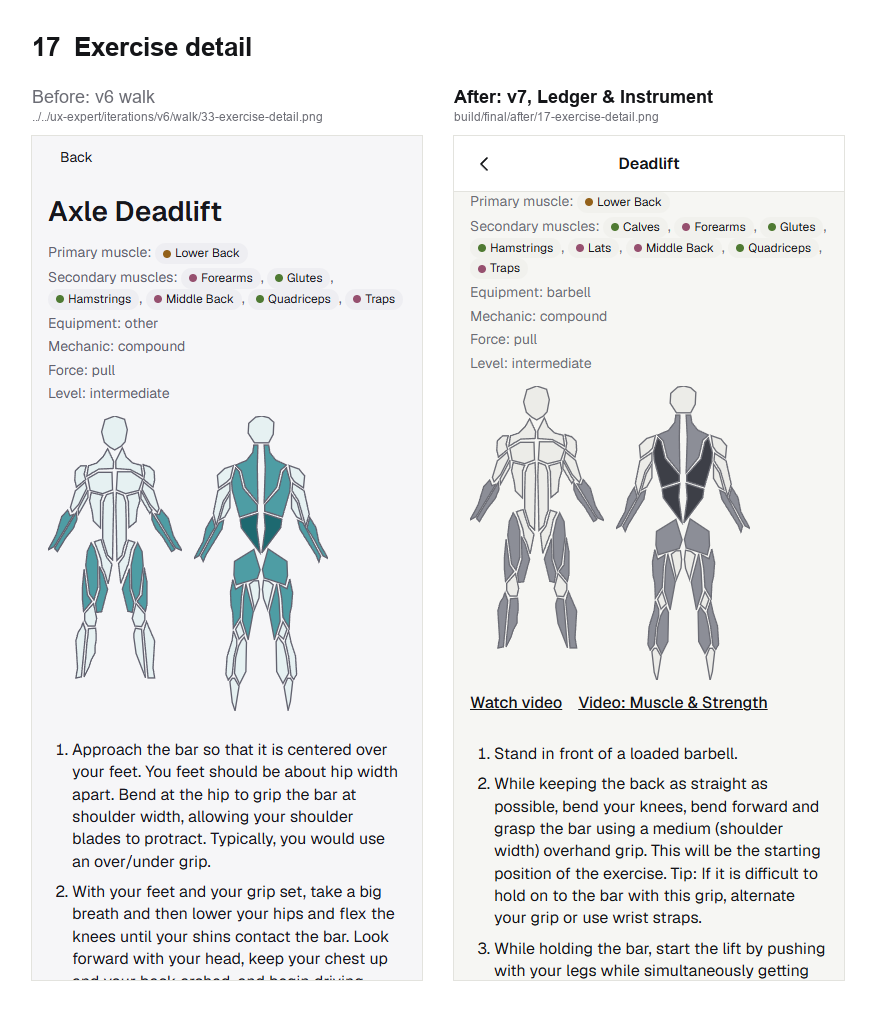 17 Exercise detail
Before: v6 walk
../../ux-expert/iterations/v6/walk/33-exercise-detail.png
Back
Axle Deadlift
Primary muscle: Lower Back
Secondary muscles: Forearms , Glutes ,
Hamstrings , Middle Back , Quadriceps , Traps
Equipment: other
Mechanic: compound
Force: pull
Level: intermediate
1. Approach the bar so that it is centered over
your feet. You feet should be about hip width
apart. Bend at the hip to grip the bar at
shoulder width, allowing your shoulder
blades to protract. Typically, you would use
an over/under grip.
2. With your feet and your grip set, take a big
breath and then lower your hips and flex the
knees until your shins contact the bar. Look
forward with your head, keep your chest up
and your back arched, and begin driving
After: v7, Ledger & Instrument
build/final/after/17-exercise-detail.png
Deadlift
Primary muscle: Lower Back
Secondary muscles: Calves , Forearms , Glutes ,
Hamstrings , Lats , Middle Back , Quadriceps ,
Traps
Equipment: barbell
Mechanic: compound
Force: pull
Level: intermediate
Watch video Video: Muscle & Strength
1. Stand in front of a loaded barbell.
2. While keeping the back as straight as
possible, bend your knees, bend forward and
grasp the bar using a medium (shoulder
width) overhand grip. This will be the starting
position of the exercise. Tip: If it is difficult to
hold on to the bar with this grip, alternate
your grip or use wrist straps.
3. While holding the bar, start the lift by pushing
with your legs while simultaneously getting